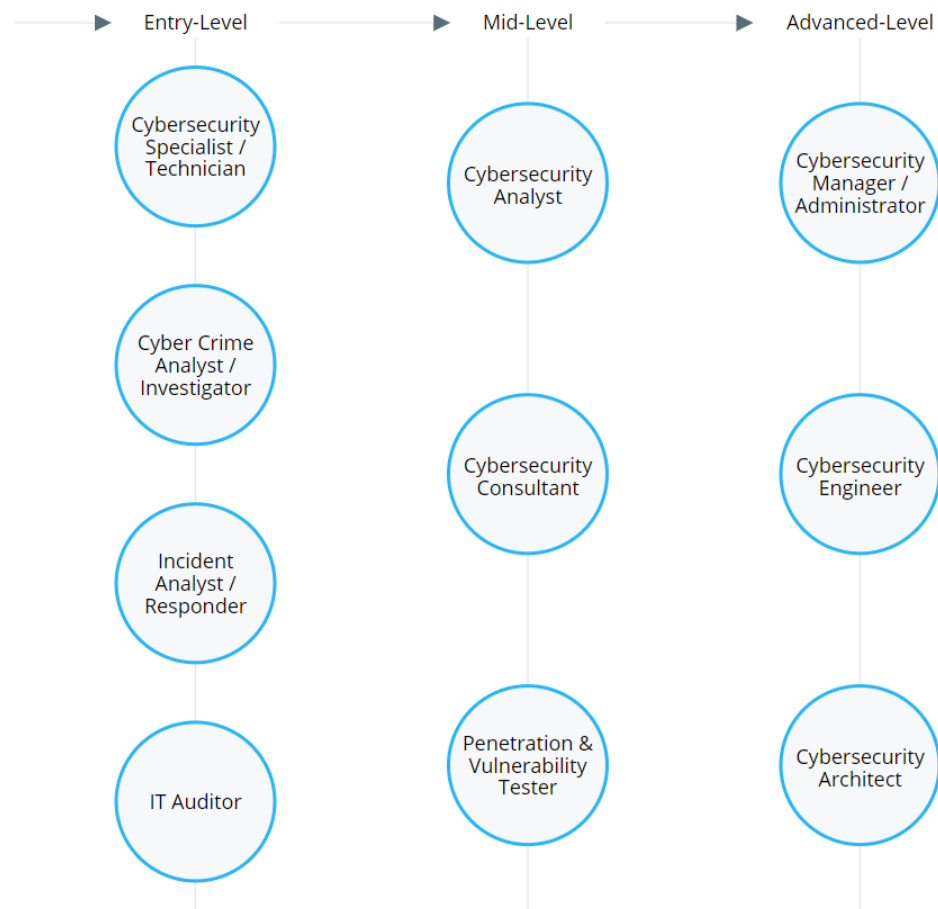 Entry-Level
Mid-Level
Advanced-Level
Cybersecurity
Specialist /
Technician
Cyber Crime
Analyst /
Investigator
Incident
Analyst /
Responder
IT Auditor
Cybersecurity
Analyst
Cybersecurity
Consultant
Penetration &
Vulnerability
Tester
Cybersecurity
Manager /
Administrator
Cybersecurity
Engineer
Cybersecurity
Architect